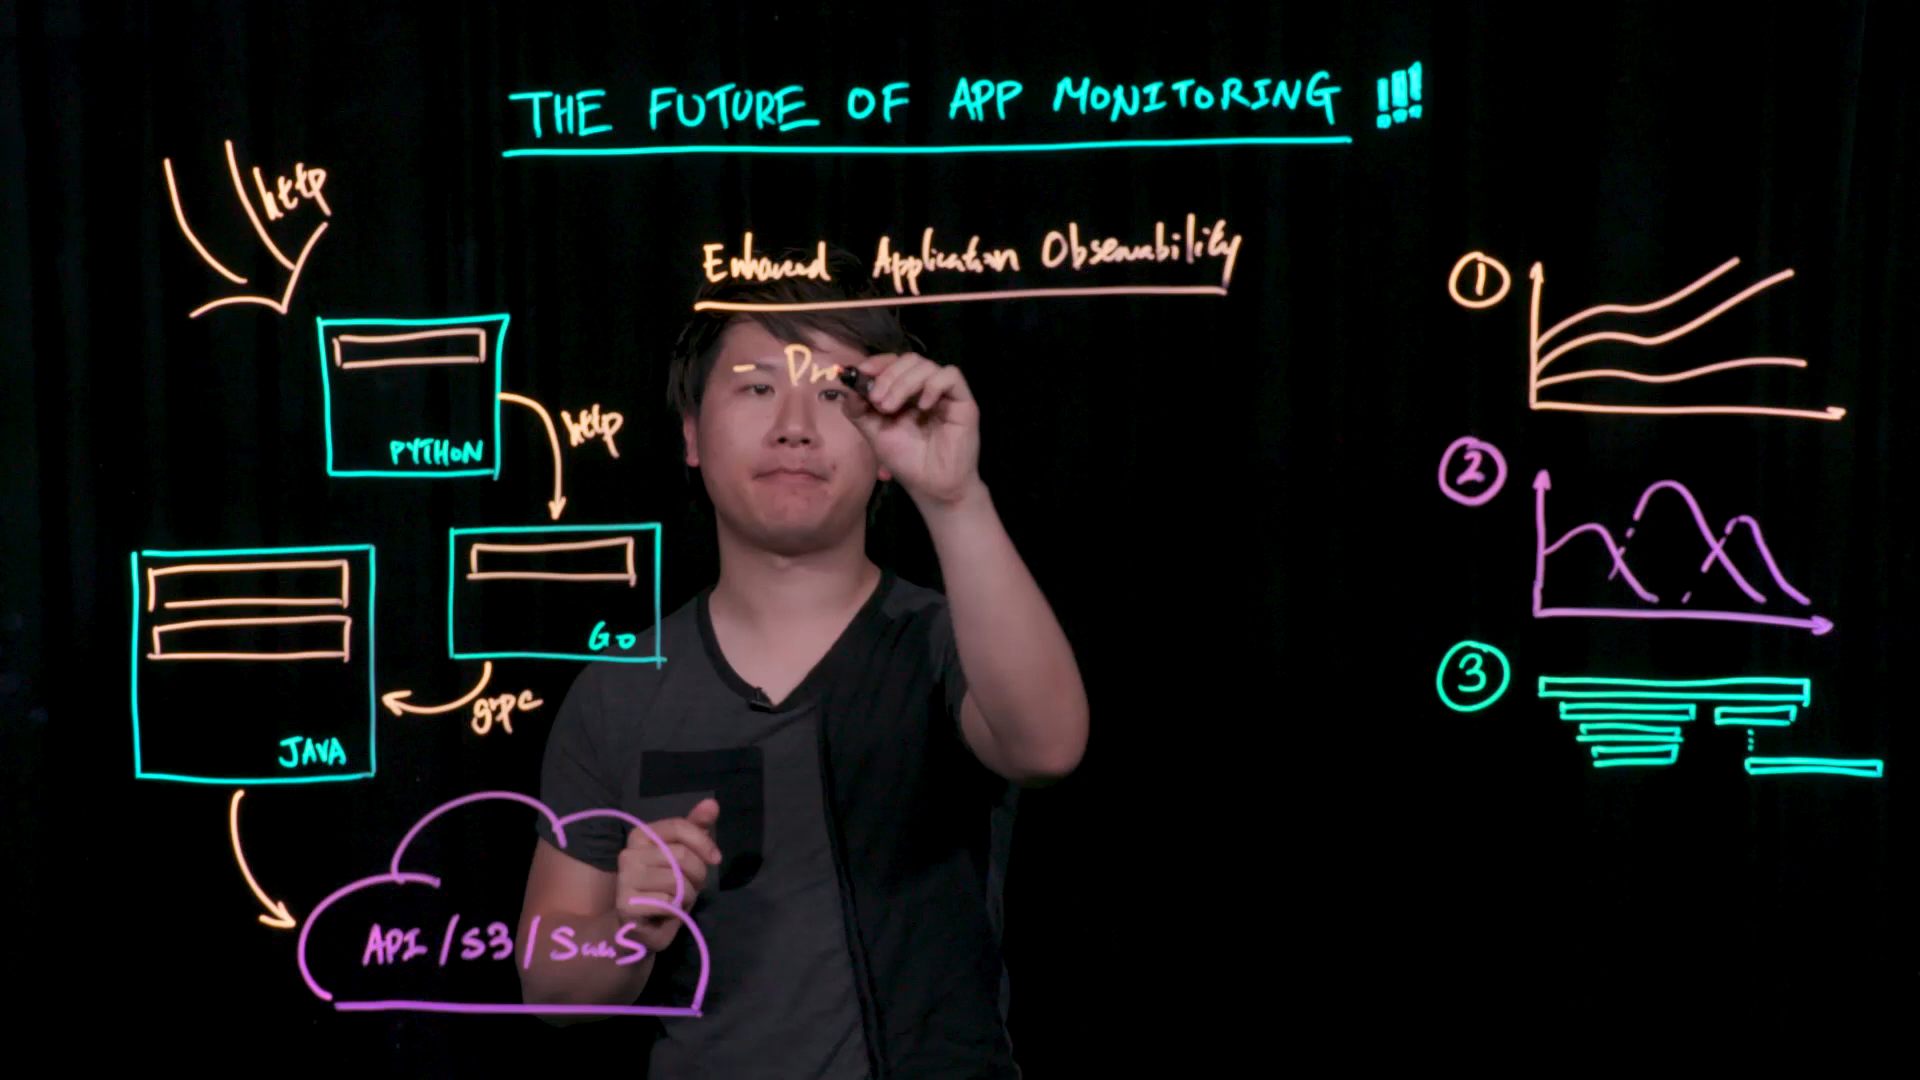 THE FUTURE OF APP MONITORING !!!
http
Enhanced Application Observability
- Dro
PYTHON
http
GO
grpc
JAVA
API/S3/SaaS
1
2
3